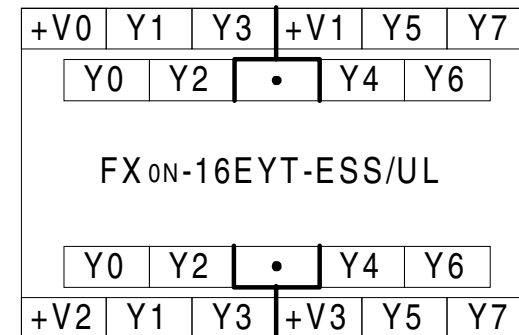 +V0 Y1 Y3 +V1 Y5 Y7
Y0 Y2 • Y4 Y6
FX0N-16EYT-ESS/UL
Y0 Y2 • Y4 Y6
+V2 Y1 Y3 +V3 Y5 Y7